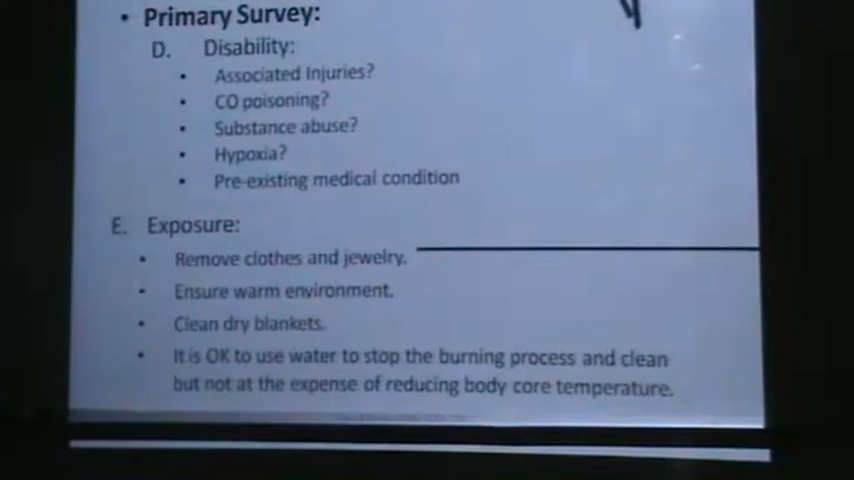 • Primary Survey:
D. Disability:
• Associated Injuries?
• CO poisoning?
• Substance abuse?
• Hypoxia?
• Pre-existing medical condition
E. Exposure:
• Remove clothes and jewelry.
• Ensure warm environment.
• Clean dry blankets.
• It is OK to use water to stop the burning process and clean
but not at the expense of reducing body core temperature.